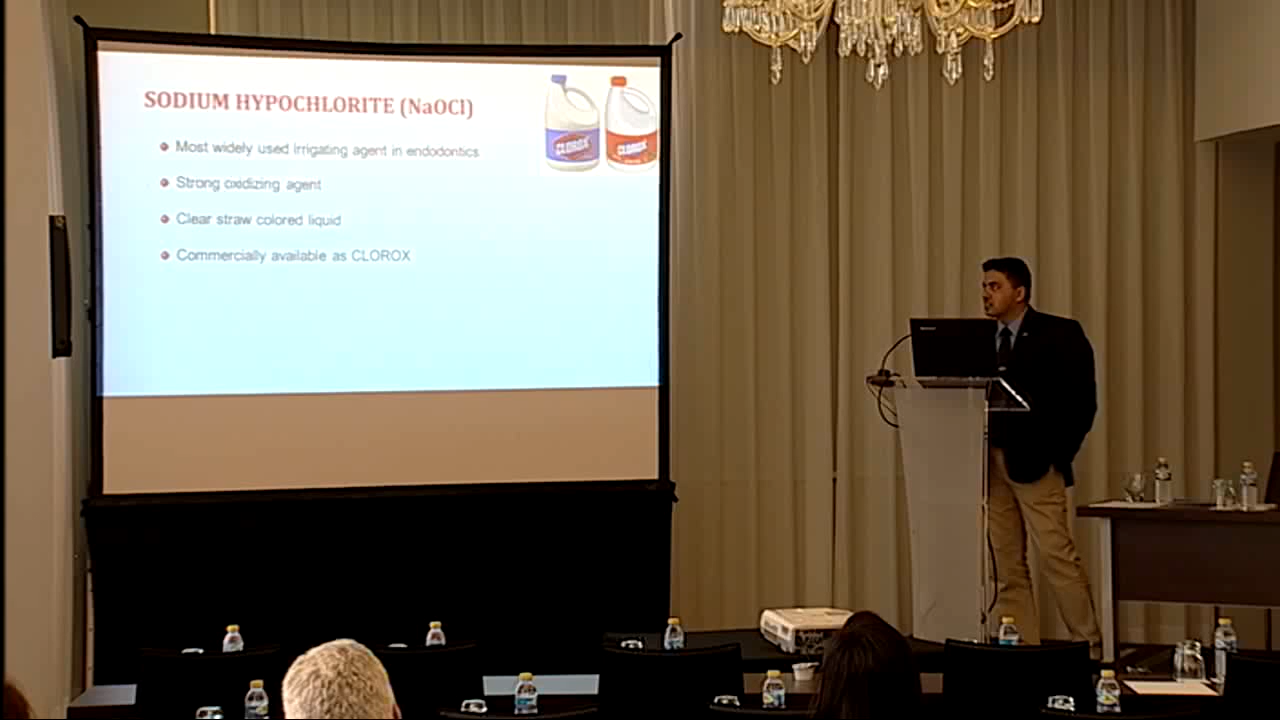 SODIUM HYPOCHLORITE (NaOCl)
Most widely used irrigating agent in endodontics
Strong oxidizing agent
Clear straw colored liquid
Commercially available as CLOROX
CLOROX
CLOROX